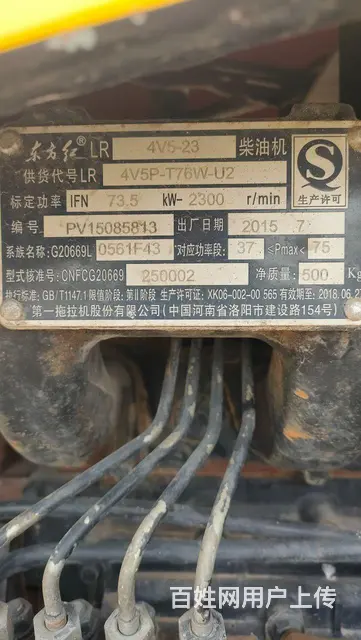 东方红 LR 4V5-23 柴油机
供货代号LR 4V5P-T76W-U2
标定功率 IFN 73.5 kW- 2300 r/min
生产许可
编号 PV15085813 出厂日期 2015.7
系族名称:G20669L 0561F43 对应功率段: 37 <Pmax< 75
型式核准号:CNFCG20669 250002 净质量: 500 Kg
执行标准:GB/T1147.1 限值阶段:第Ⅱ阶段 生产许可证: XK06-002-00 565 有效期至: 2018.06.2
第一拖拉机股份有限公司(中国河南省洛阳市建设路154号)
百姓网用户上传